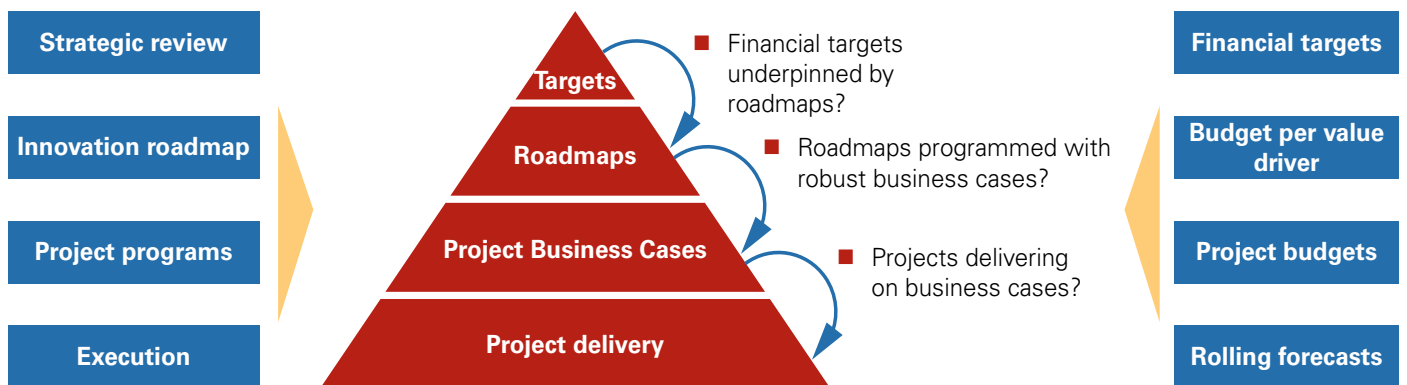 Strategic review
Innovation roadmap
Project programs
Execution
Targets
Roadmaps
Project Business Cases
Project delivery
Financial targets
underpinned by
roadmaps?
Roadmaps programmed with
robust business cases?
Projects delivering
on business cases?
Financial targets
Budget per value
driver
Project budgets
Rolling forecasts